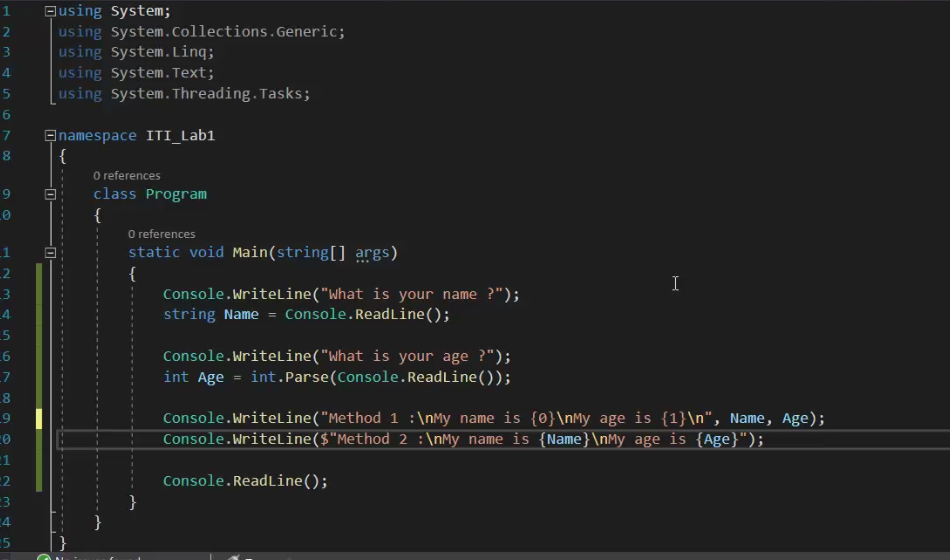 1 using System;
2 using System.Collections.Generic;
3 using System.Linq;
4 using System.Text;
5 using System.Threading.Tasks;
6
7 namespace ITI_Lab1
8 {
0 references
9 class Program
0 {
0 references
1 static void Main(string[] args)
2 {
3 Console.WriteLine("What is your name ?");
4 string Name = Console.ReadLine();
5
6 Console.WriteLine("What is your age ?");
7 int Age = int.Parse(Console.ReadLine());
8
9 Console.WriteLine("Method 1 :\nMy name is {0}\nMy age is {1}\n", Name, Age);
20 Console.WriteLine($"Method 2 :\nMy name is {Name}\nMy age is {Age}");
21
22 Console.ReadLine();
23 }
24 }
25 }